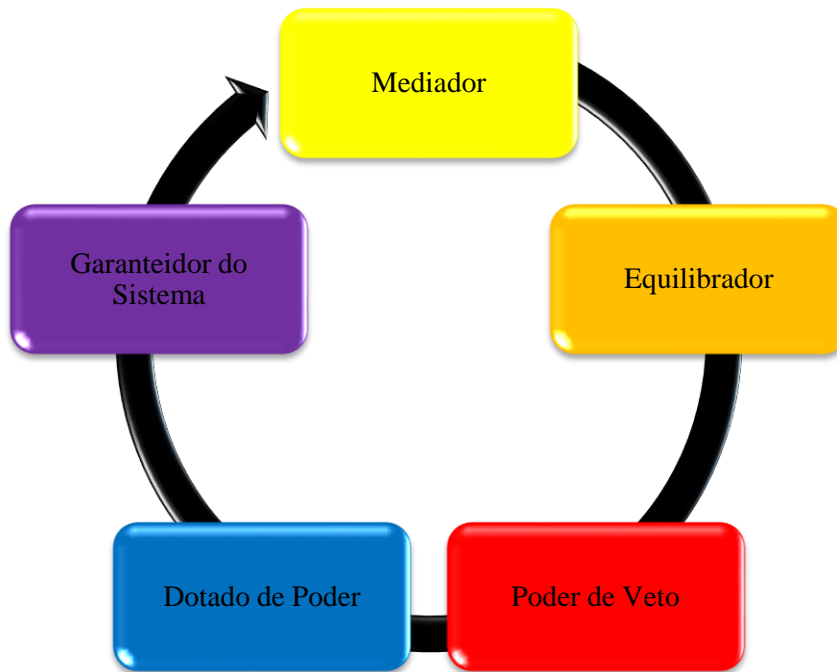 Mediador
Equilibrador
Poder de Veto
Dotado de Poder
Garanteidor do
Sistema